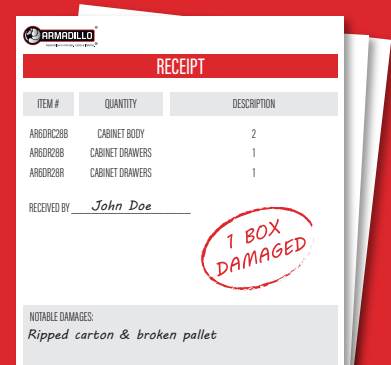 ARMADILLO
RECEIPT
ITEM # QUANTITY DESCRIPTION
AR6DRC28B CABINET BODY 2
AR6DR28B CABINET DRAWERS 1
AR6DR28R CABINET DRAWERS 1
RECEIVED BY John Doe
1 BOX
DAMAGED
NOTABLE DAMAGES:
Ripped carton & broken pallet